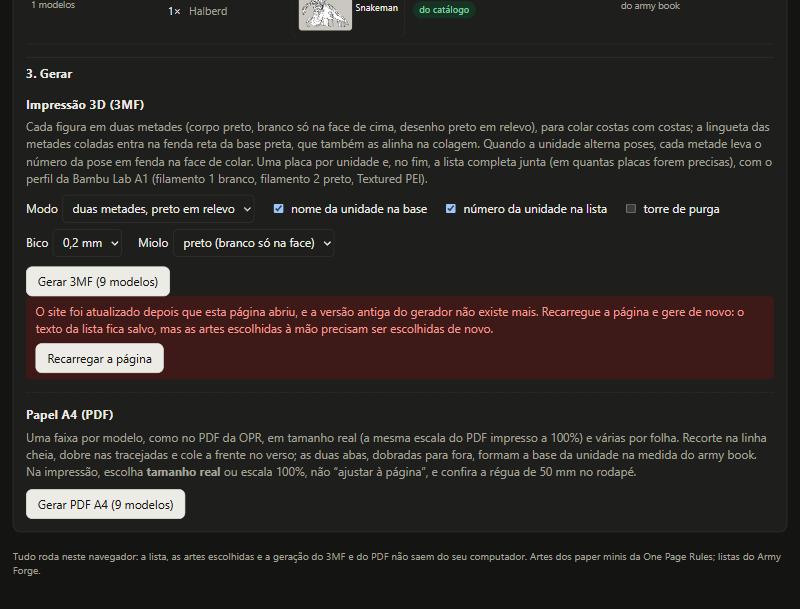 1 modelos
1× Halberd
Snakeman
do catálogo
do army book
3. Gerar
Impressão 3D (3MF)
Cada figura em duas metades (corpo preto, branco só na face de cima, desenho preto em relevo), para colar costas com costas; a lingueta das
metades coladas entra na fenda reta da base preta, que também as alinha na colagem. Quando a unidade alterna poses, cada metade leva o
número da pose em fenda na face de colar. Uma placa por unidade e, no fim, a lista completa junta (em quantas placas forem precisas), com o
perfil da Bambu Lab A1 (filamento 1 branco, filamento 2 preto, Textured PEI).
Modo duas metades, preto em relevo nome da unidade na base número da unidade na lista torre de purga
Bico 0,2 mm Miolo preto (branco só na face)
Gerar 3MF (9 modelos)
O site foi atualizado depois que esta página abriu, e a versão antiga do gerador não existe mais. Recarregue a página e gere de novo: o
texto da lista fica salvo, mas as artes escolhidas à mão precisam ser escolhidas de novo.
Recarregar a página
Papel A4 (PDF)
Uma faixa por modelo, como no PDF da OPR, em tamanho real (a mesma escala do PDF impresso a 100%) e várias por folha. Recorte na linha
cheia, dobre nas tracejadas e cole a frente no verso; as duas abas, dobradas para fora, formam a base da unidade na medida do army book.
Na impressão, escolha tamanho real ou escala 100%, não “ajustar à página”, e confira a régua de 50 mm no rodapé.
Gerar PDF A4 (9 modelos)
Tudo roda neste navegador: a lista, as artes escolhidas e a geração do 3MF e do PDF não saem do seu computador. Artes dos paper minis da One Page Rules; listas do Army
Forge.